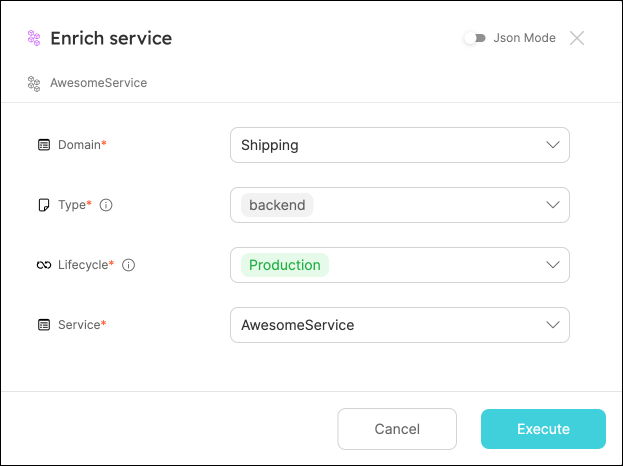 Enrich service
Json Mode
AwesomeService
Domain*
Shipping
Type*
backend
Lifecycle*
Production
Service*
AwesomeService
Cancel
Execute